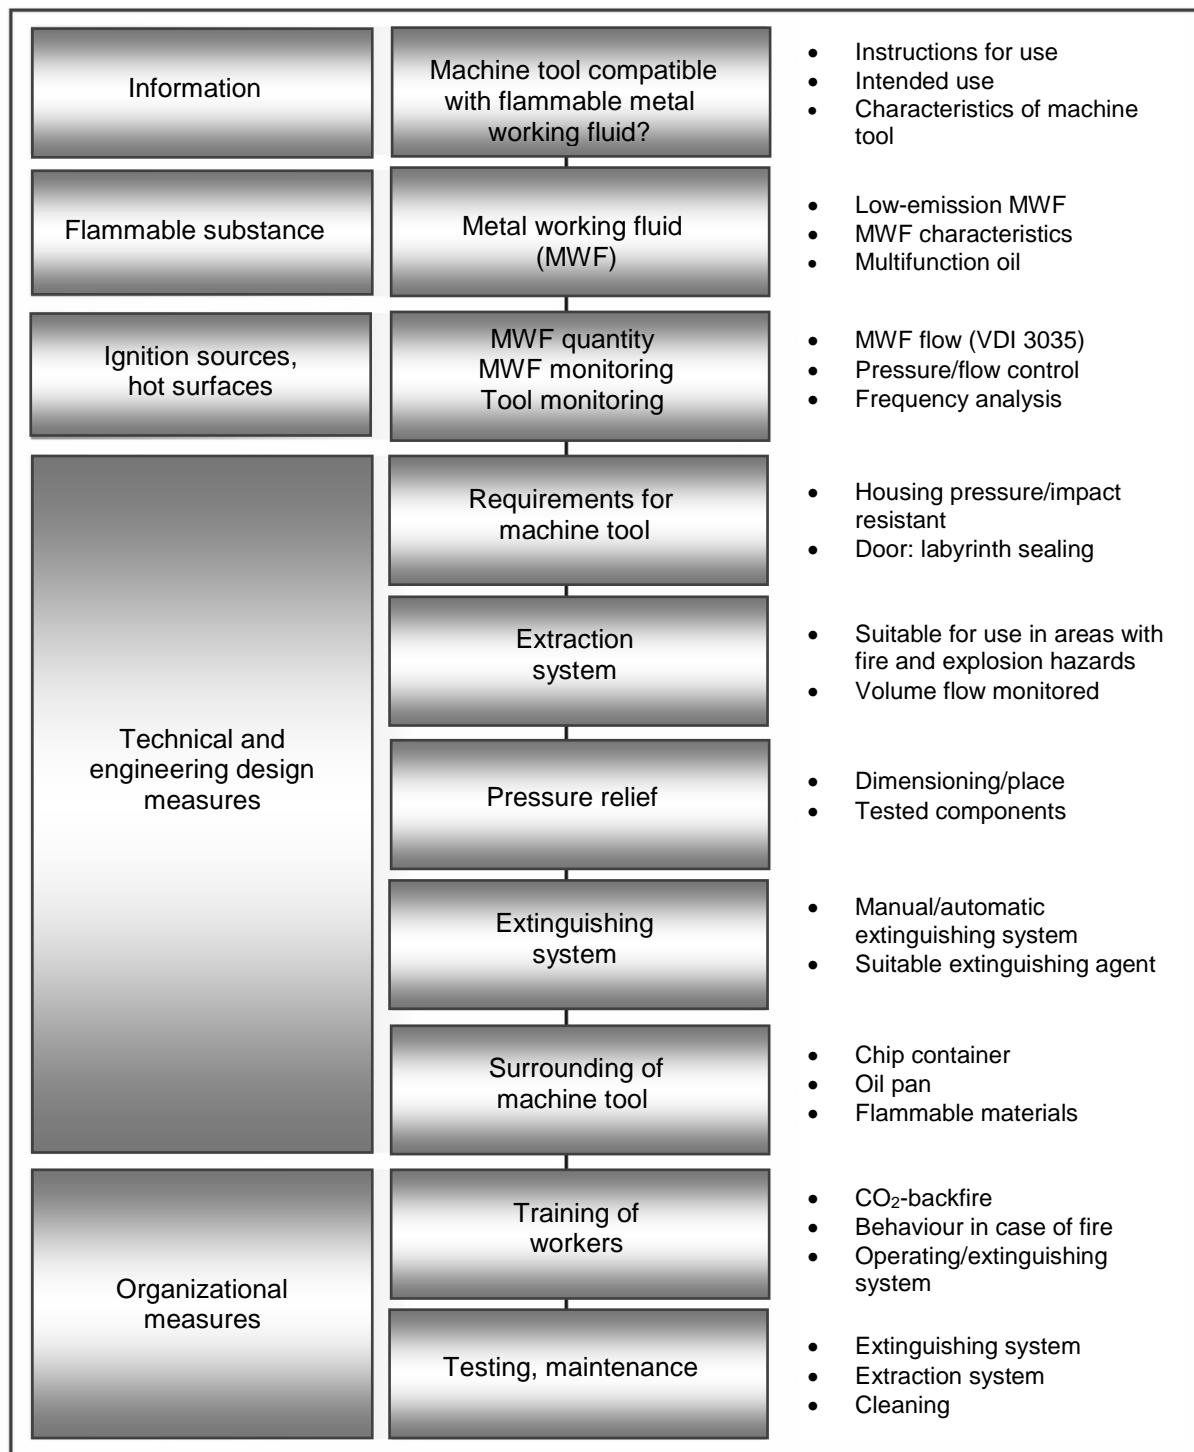 Information
Machine tool compatible
with flammable metal
working fluid?
• Instructions for use
• Intended use
• Characteristics of machine
tool
Flammable substance
Metal working fluid
(MWF)
• Low-emission MWF
• MWF characteristics
• Multifunction oil
Ignition sources,
hot surfaces
MWF quantity
MWF monitoring
Tool monitoring
• MWF flow (VDI 3035)
• Pressure/flow control
• Frequency analysis
Technical and
engineering design
measures
Requirements for
machine tool
• Housing pressure/impact
resistant
• Door: labyrinth sealing
Extraction
system
• Suitable for use in areas with
fire and explosion hazards
• Volume flow monitored
Pressure relief
• Dimensioning/place
• Tested components
Extinguishing
system
• Manual/automatic
extinguishing system
• Suitable extinguishing agent
Surrounding of
machine tool
• Chip container
• Oil pan
• Flammable materials
Organizational
measures
Training of
workers
• CO₂-backfire
• Behaviour in case of fire
• Operating/extinguishing
system
Testing, maintenance
• Extinguishing system
• Extraction system
• Cleaning